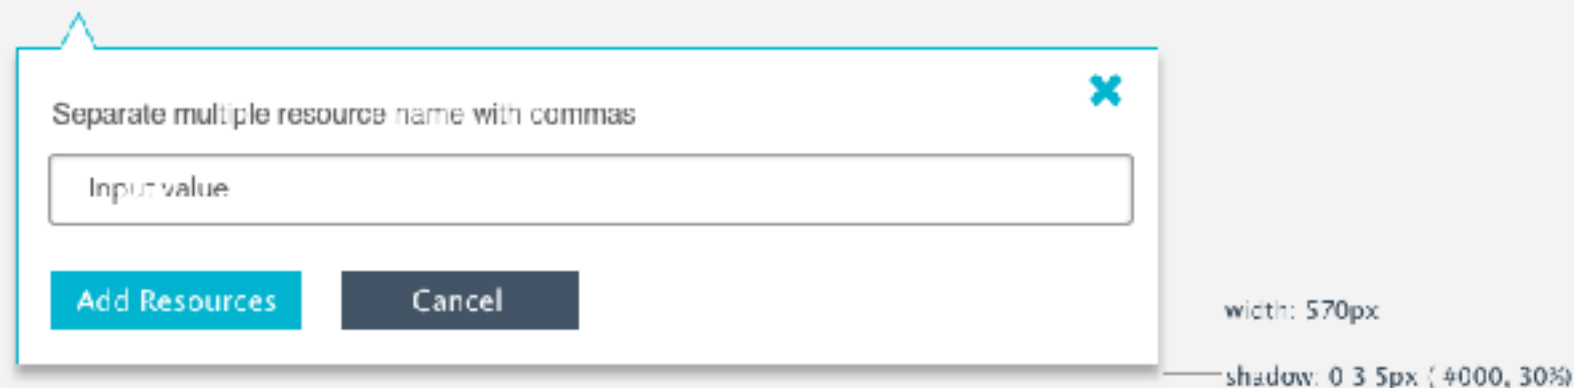 Separate multiple resource name with commas
Input value
Add Resources Cancel
width: 570px
shadow: 0 3 5px ( #000, 30%)